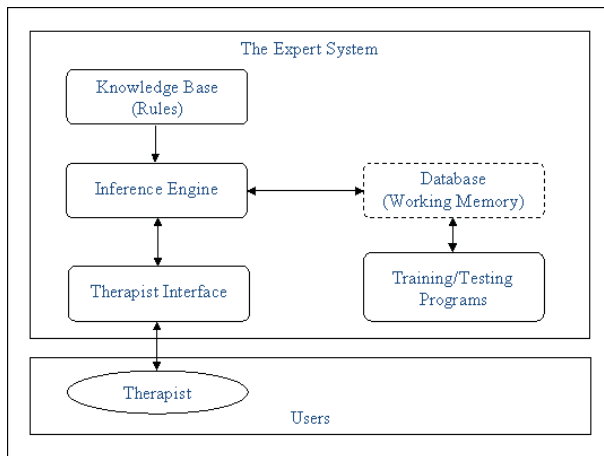 The Expert System
Knowledge Base
(Rules)
Inference Engine
Database
(Working Memory)
Therapist Interface
Training/Testing
Programs
Therapist
Users